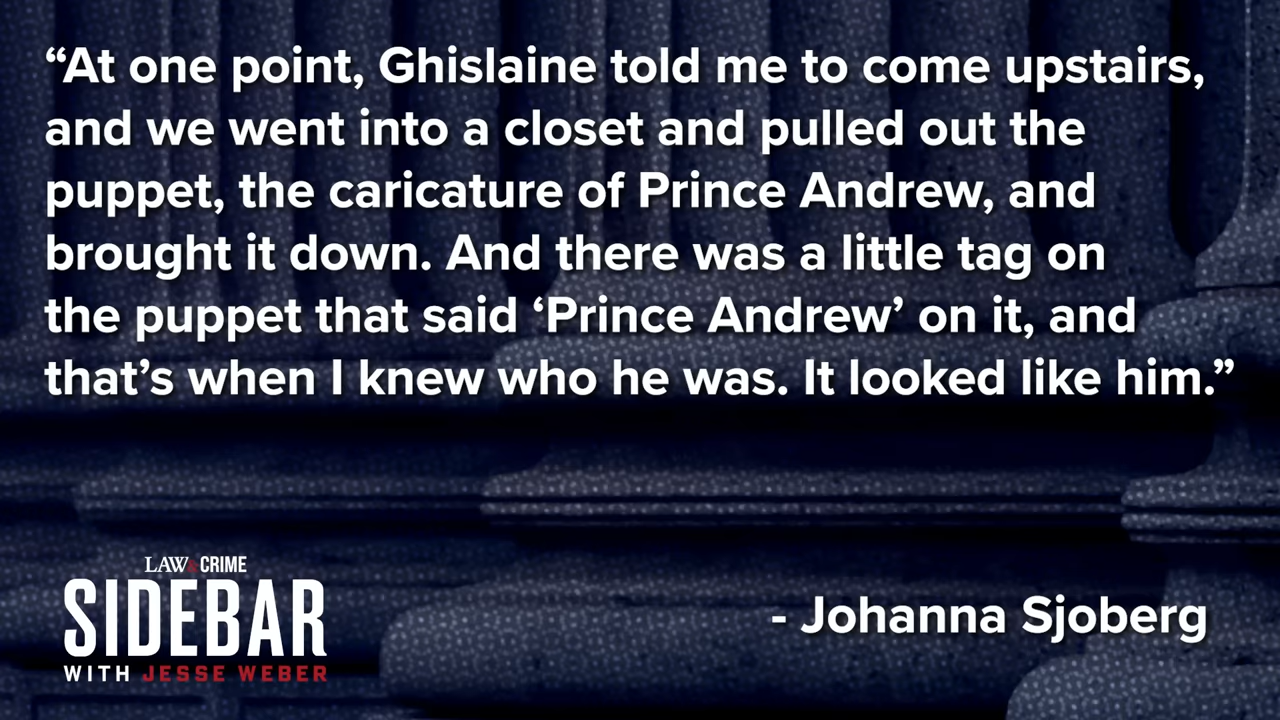 “At one point, Ghislaine told me to come upstairs,
and we went into a closet and pulled out the
puppet, the caricature of Prince Andrew, and
brought it down. And there was a little tag on
the puppet that said ‘Prince Andrew’ on it, and
that’s when I knew who he was. It looked like him.”
LAW&CRIME
SIDEBAR
WITH JESSE WEBER
- Johanna Sjoberg